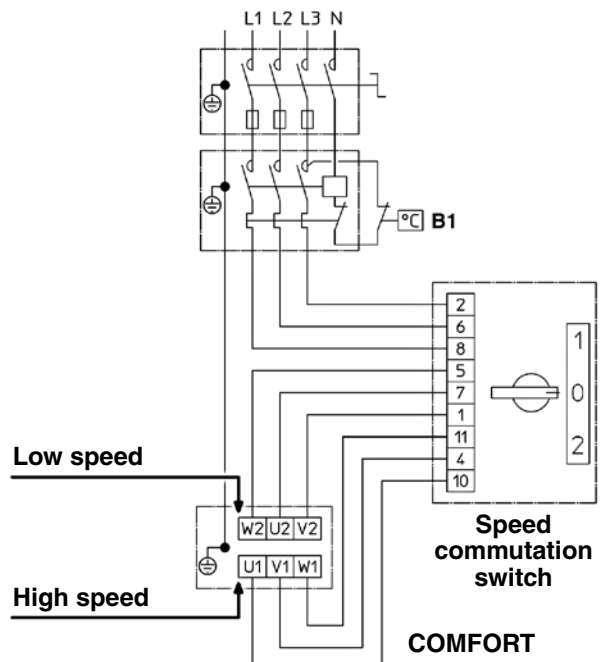 L1 L2 L3 N
°C B1
2
6
8
5
7
1
11
4
10
1
0
2
Speed
commutation
switch
Low speed
W2 U2 V2
U1 V1 W1
High speed
COMFORT